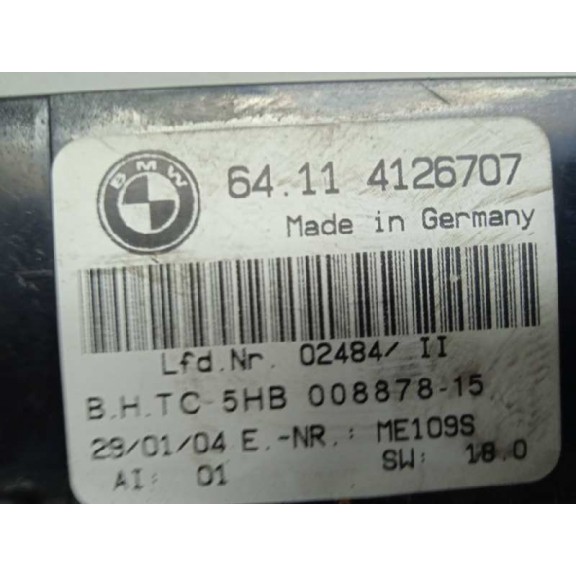 BMW
64.11 4126707
Made in Germany
Lfd.Nr. 02484/ II
B.H.TC-5HB 008878-15
29/01/04 E.-NR.: ME109S
AI: 01 SW: 18.0